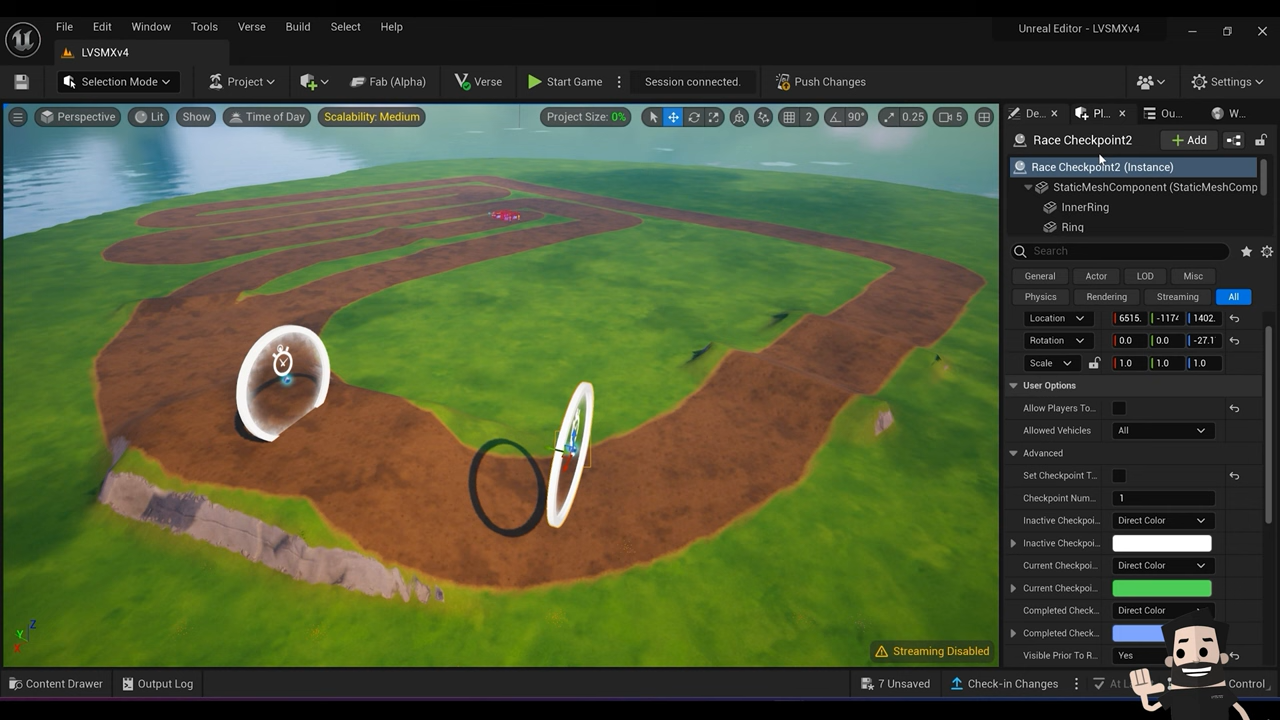 File Edit Window Tools Verse Build Select Help
Unreal Editor - LVSMXv4
LVSMXv4
Selection Mode Project Fab (Alpha) Verse Start Game Session connected. Push Changes Settings
Perspective Lit Show Time of Day Scalability: Medium Project Size: 0% 2 90° 0.25 5
De... Pl... Ou... W...
Race Checkpoint2 + Add
Race Checkpoint2 (Instance)
StaticMeshComponent (StaticMeshComp
InnerRing
Ring
Search
General Actor LOD Misc
Physics Rendering Streaming All
Location 6515. -1174 1402.
Rotation 0.0 0.0 -27.1
Scale 1.0 1.0 1.0
User Options
Allow Players To...
Allowed Vehicles All
Advanced
Set Checkpoint T...
Checkpoint Num... 1
Inactive Checkpoi... Direct Color
Inactive Checkpoi...
Current Checkpoi... Direct Color
Current Checkpoi...
Completed Check... Direct Color
Completed Check...
Visible Prior To R... Yes
Streaming Disabled
Z
Y
X
Content Drawer Output Log 7 Unsaved Check-in Changes Control